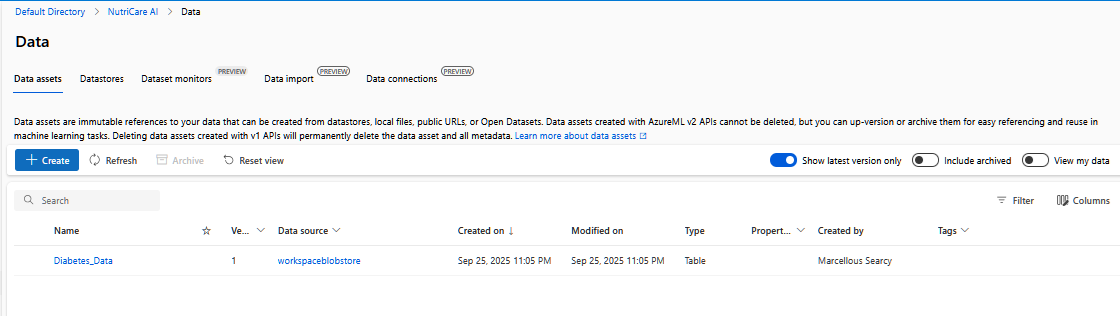 Default Directory > NutriCare AI > Data
Data
Data assets Datastores Dataset monitors PREVIEW Data import PREVIEW Data connections PREVIEW
Data assets are immutable references to your data that can be created from datastores, local files, public URLs, or Open Datasets. Data assets created with AzureML v2 APIs cannot be deleted, but you can up-version or archive them for easy referencing and reuse in
machine learning tasks. Deleting data assets created with v1 APIs will permanently delete the data asset and all metadata. Learn more about data assets
+ Create Refresh Archive Reset view Show latest version only Include archived View my data
Search Filter Columns
Name Ve... Data source Created on ↓ Modified on Type Propert... Created by Tags
Diabetes_Data 1 workspaceblobstore Sep 25, 2025 11:05 PM Sep 25, 2025 11:05 PM Table Marcellous Searcy